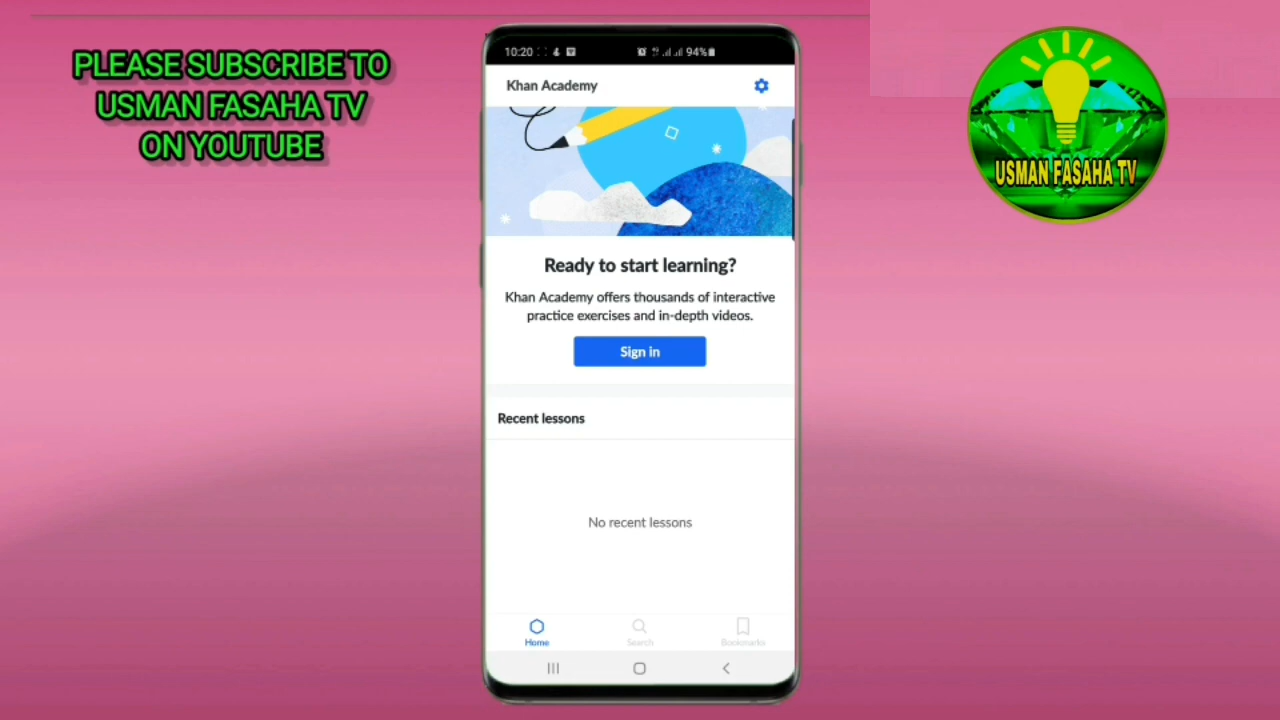 PLEASE SUBSCRIBE TO
USMAN FASAHA TV
ON YOUTUBE
10:20
94%
Khan Academy
Ready to start learning?
Khan Academy offers thousands of interactive
practice exercises and in-depth videos.
Sign in
Recent lessons
No recent lessons
Home
Search
Bookmarks
USMAN FASAHA TV